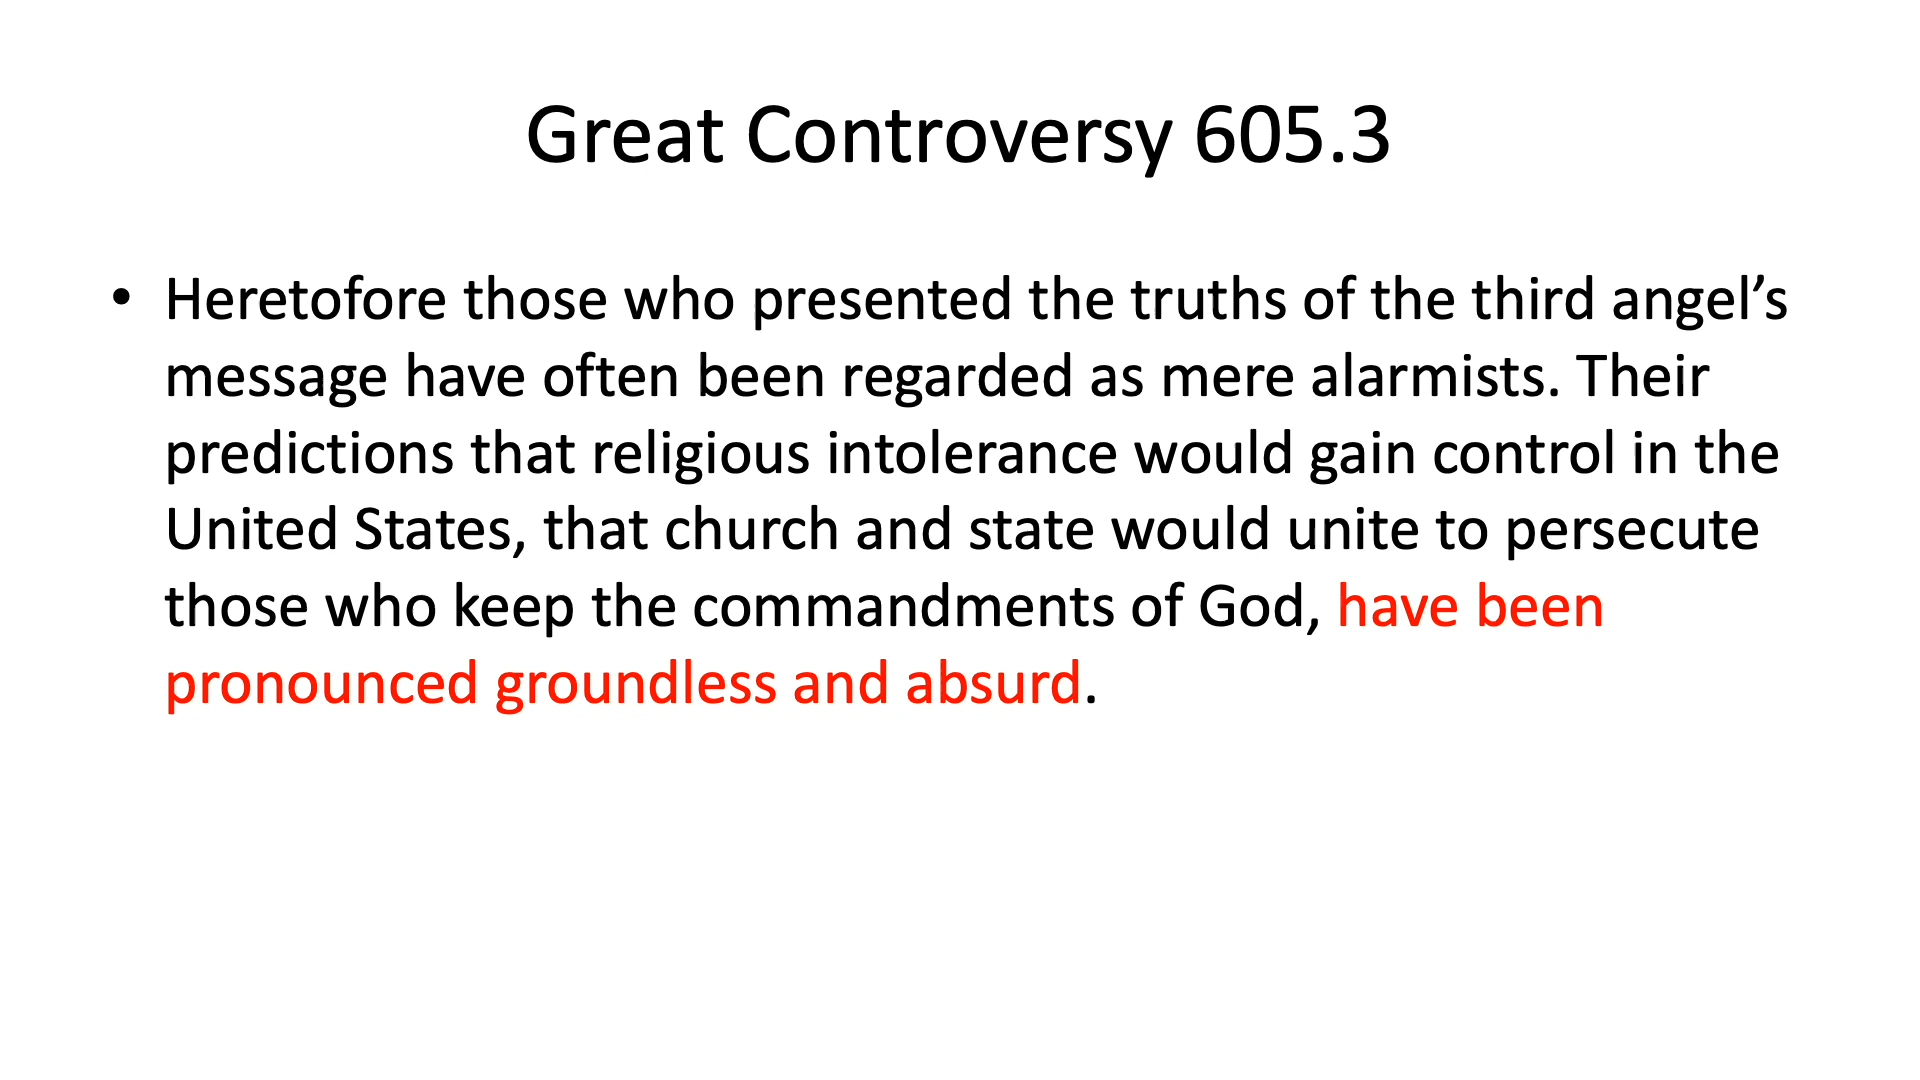 Great Controversy 605.3
• Heretofore those who presented the truths of the third angel’s
message have often been regarded as mere alarmists. Their
predictions that religious intolerance would gain control in the
United States, that church and state would unite to persecute
those who keep the commandments of God, have been
pronounced groundless and absurd.